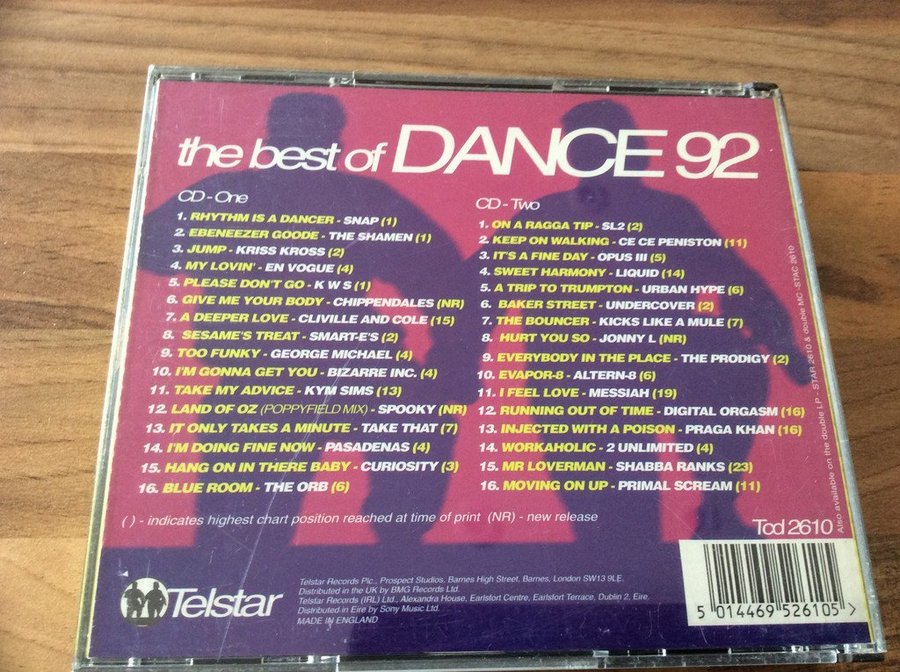 the best of DANCE 92
CD - One
1. RHYTHM IS A DANCER - SNAP (1)
2. EBENEEZER GOODE - THE SHAMEN (1)
3. JUMP - KRISS KROSS (2)
4. MY LOVIN' - EN VOGUE (4)
5. PLEASE DON'T GO - K W S (1)
6. GIVE ME YOUR BODY - CHIPPENDALES (NR)
7. A DEEPER LOVE - CLIVILLE AND COLE (15)
8. SESAME'S TREAT - SMART-E'S (2)
9. TOO FUNKY - GEORGE MICHAEL (4)
10. I'M GONNA GET YOU - BIZARRE INC. (4)
11. TAKE MY ADVICE - KYM SIMS (13)
12. LAND OF OZ (POPPYFIELD MIX) - SPOOKY (NR)
13. IT ONLY TAKES A MINUTE - TAKE THAT (7)
14. I'M DOING FINE NOW - PASADENAS (4)
15. HANG ON IN THERE BABY - CURIOSITY (3)
16. BLUE ROOM - THE ORB (6)
CD - Two
1. ON A RAGGA TIP - SL2 (2)
2. KEEP ON WALKING - CE CE PENISTON (11)
3. IT'S A FINE DAY - OPUS III (5)
4. SWEET HARMONY - LIQUID (14)
5. A TRIP TO TRUMPTON - URBAN HYPE (6)
6. BAKER STREET - UNDERCOVER (2)
7. THE BOUNCER - KICKS LIKE A MULE (7)
8. HURT YOU SO - JONNY L (NR)
9. EVERYBODY IN THE PLACE - THE PRODIGY (2)
10. EVAPOR-8 - ALTERN-8 (6)
11. I FEEL LOVE - MESSIAH (19)
12. RUNNING OUT OF TIME - DIGITAL ORGASM (16)
13. INJECTED WITH A POISON - PRAGA KHAN (16)
14. WORKAHOLIC - 2 UNLIMITED (4)
15. MR LOVERMAN - SHABBA RANKS (23)
16. MOVING ON UP - PRIMAL SCREAM (11)
( ) - indicates highest chart position reached at time of print (NR) - new release
Tcd 2610
Also available on the double LP - STAR 2610 & double MC - STAC 2610
Telstar
Telstar Records Plc., Prospect Studios, Barnes High Street, Barnes, London SW13 9LE.
Distributed in the UK by BMG Records Ltd.
Telstar Records (IRL) Ltd., Alexandra House, Earlsfort Centre, Earlsfort Terrace, Dublin 2, Eire.
Distributed in Eire by Sony Music Ltd.
MADE IN ENGLAND
5 014469 526105 >